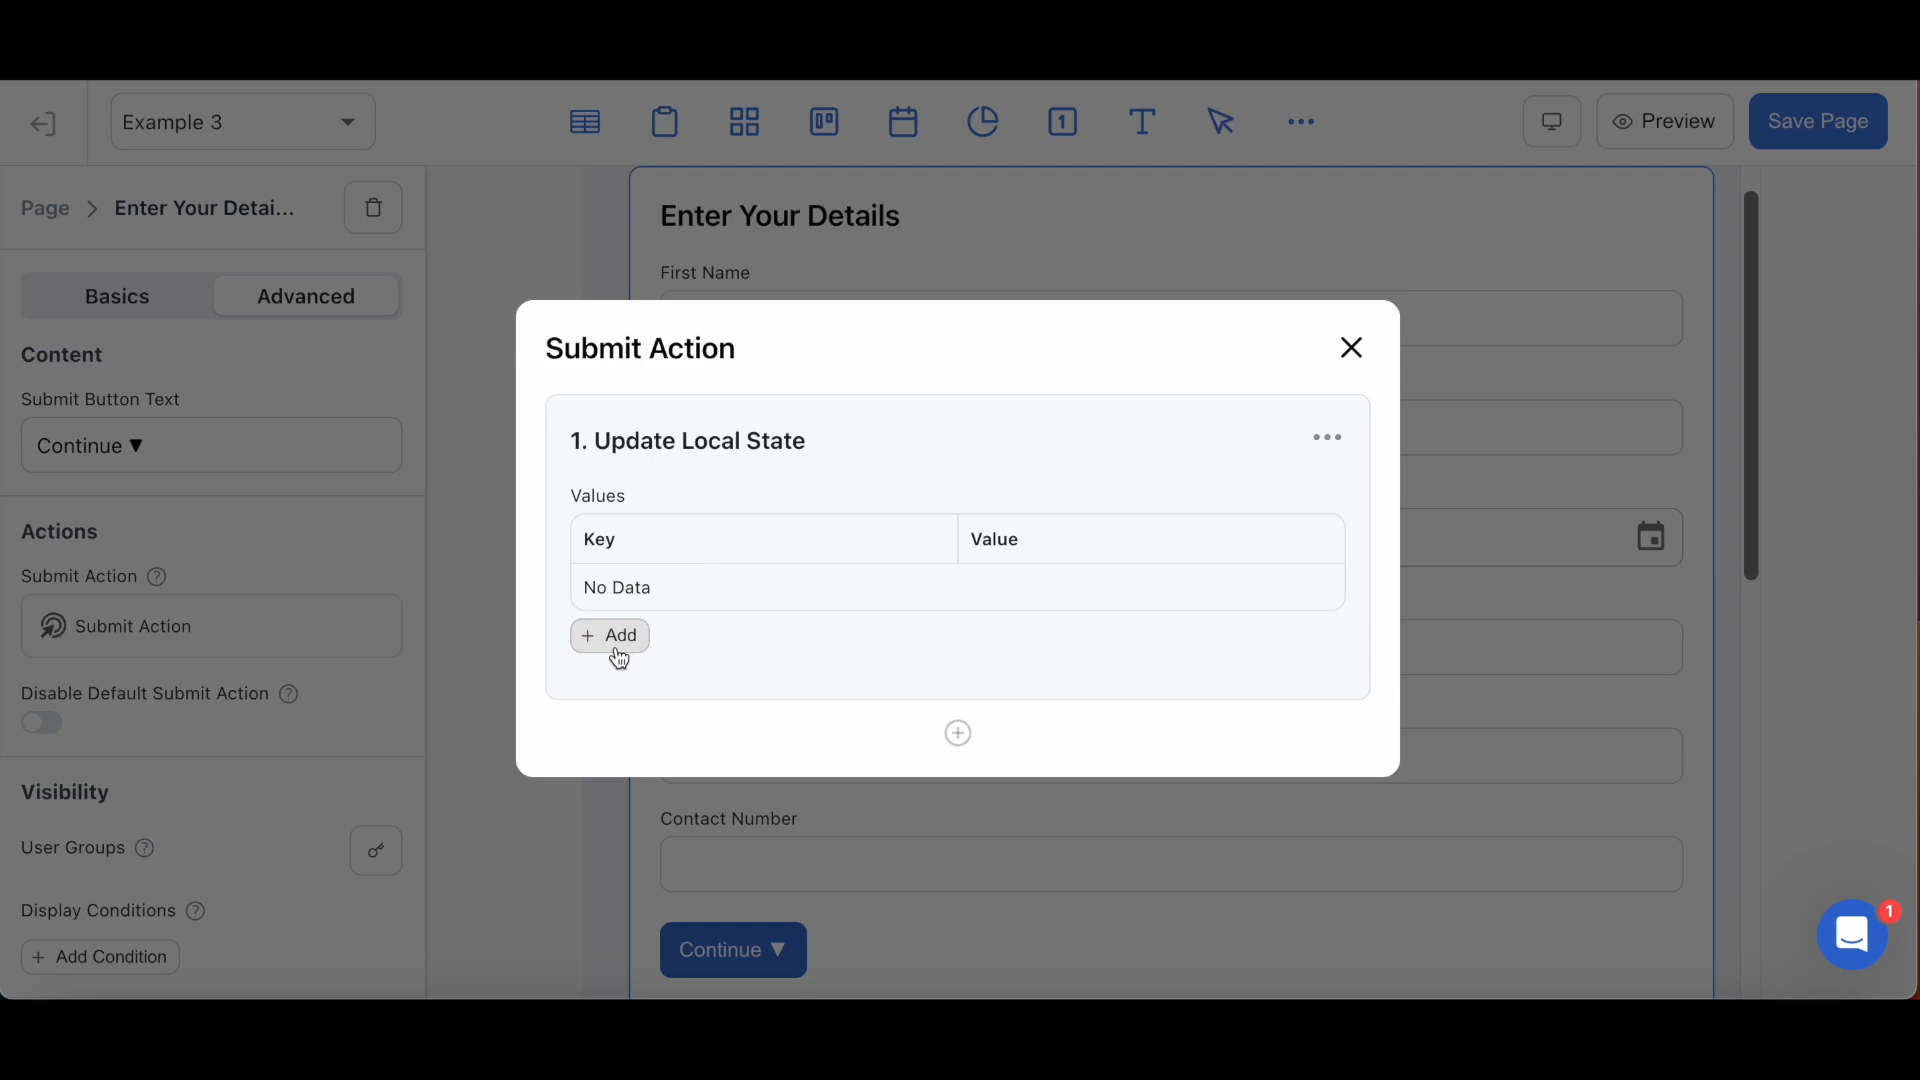 Example 3
1
T
Preview
Save Page
Page > Enter Your Detai...
Basics
Advanced
Content
Submit Button Text
Continue ▼
Actions
Submit Action ?
Submit Action
Disable Default Submit Action ?
Visibility
User Groups ?
Display Conditions ?
+ Add Condition
Enter Your Details
First Name
Submit Action
1. Update Local State
Values
Key
Value
No Data
+ Add
Contact Number
Continue ▼
1